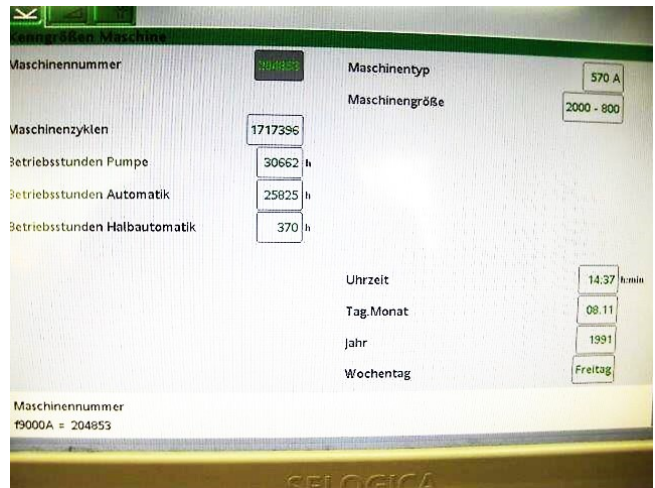 Kenngrößen Maschine
Maschinennummer 204853
Maschinentyp 570 A
Maschinengröße 2000 - 800
Maschinenzyklen 1717396
Betriebsstunden Pumpe 30662 h
Betriebsstunden Automatik 25825 h
Betriebsstunden Halbautomatik 370 h
Uhrzeit 14:37 h:min
Tag.Monat 08.11
Jahr 1991
Wochentag Freitag
Maschinennummer
f9000A = 204853
SELOGICA